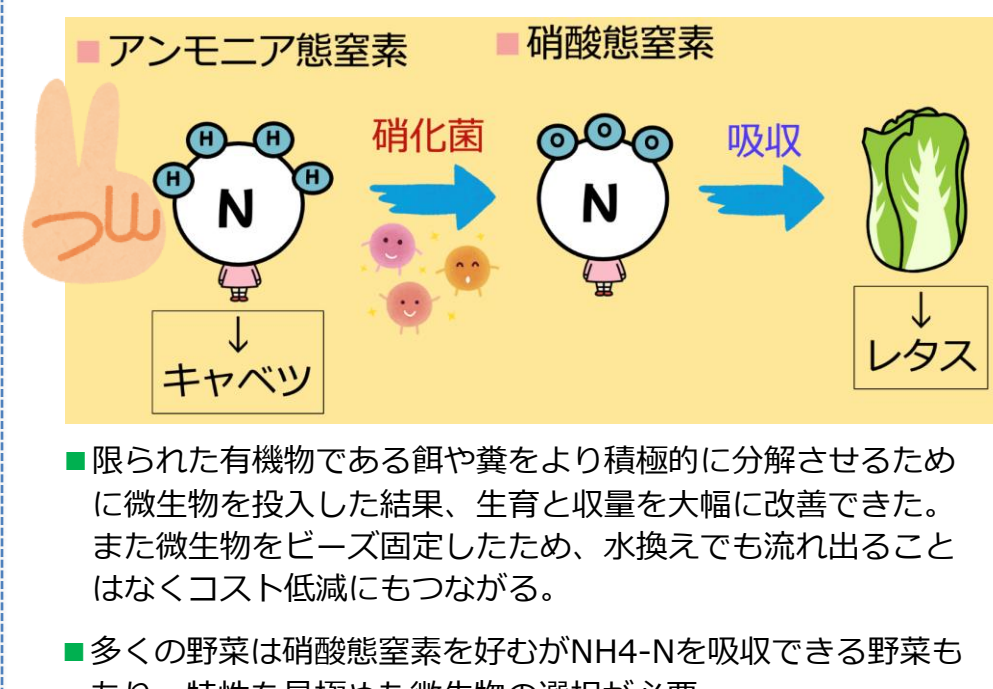 ■アンモニア態窒素 ■硝酸態窒素
硝化菌 吸収
H H H H N
O O O N
↓
キャベツ
↓
レタス
■限られた有機物である餌や糞をより積極的に分解させるため
に微生物を投入した結果、生育と収量を大幅に改善できた。
また微生物をビーズ固定したため、水換えでも流れ出ること
はなくコスト低減にもつながる。
■多くの野菜は硝酸態窒素を好むがNH4-Nを吸収できる野菜も